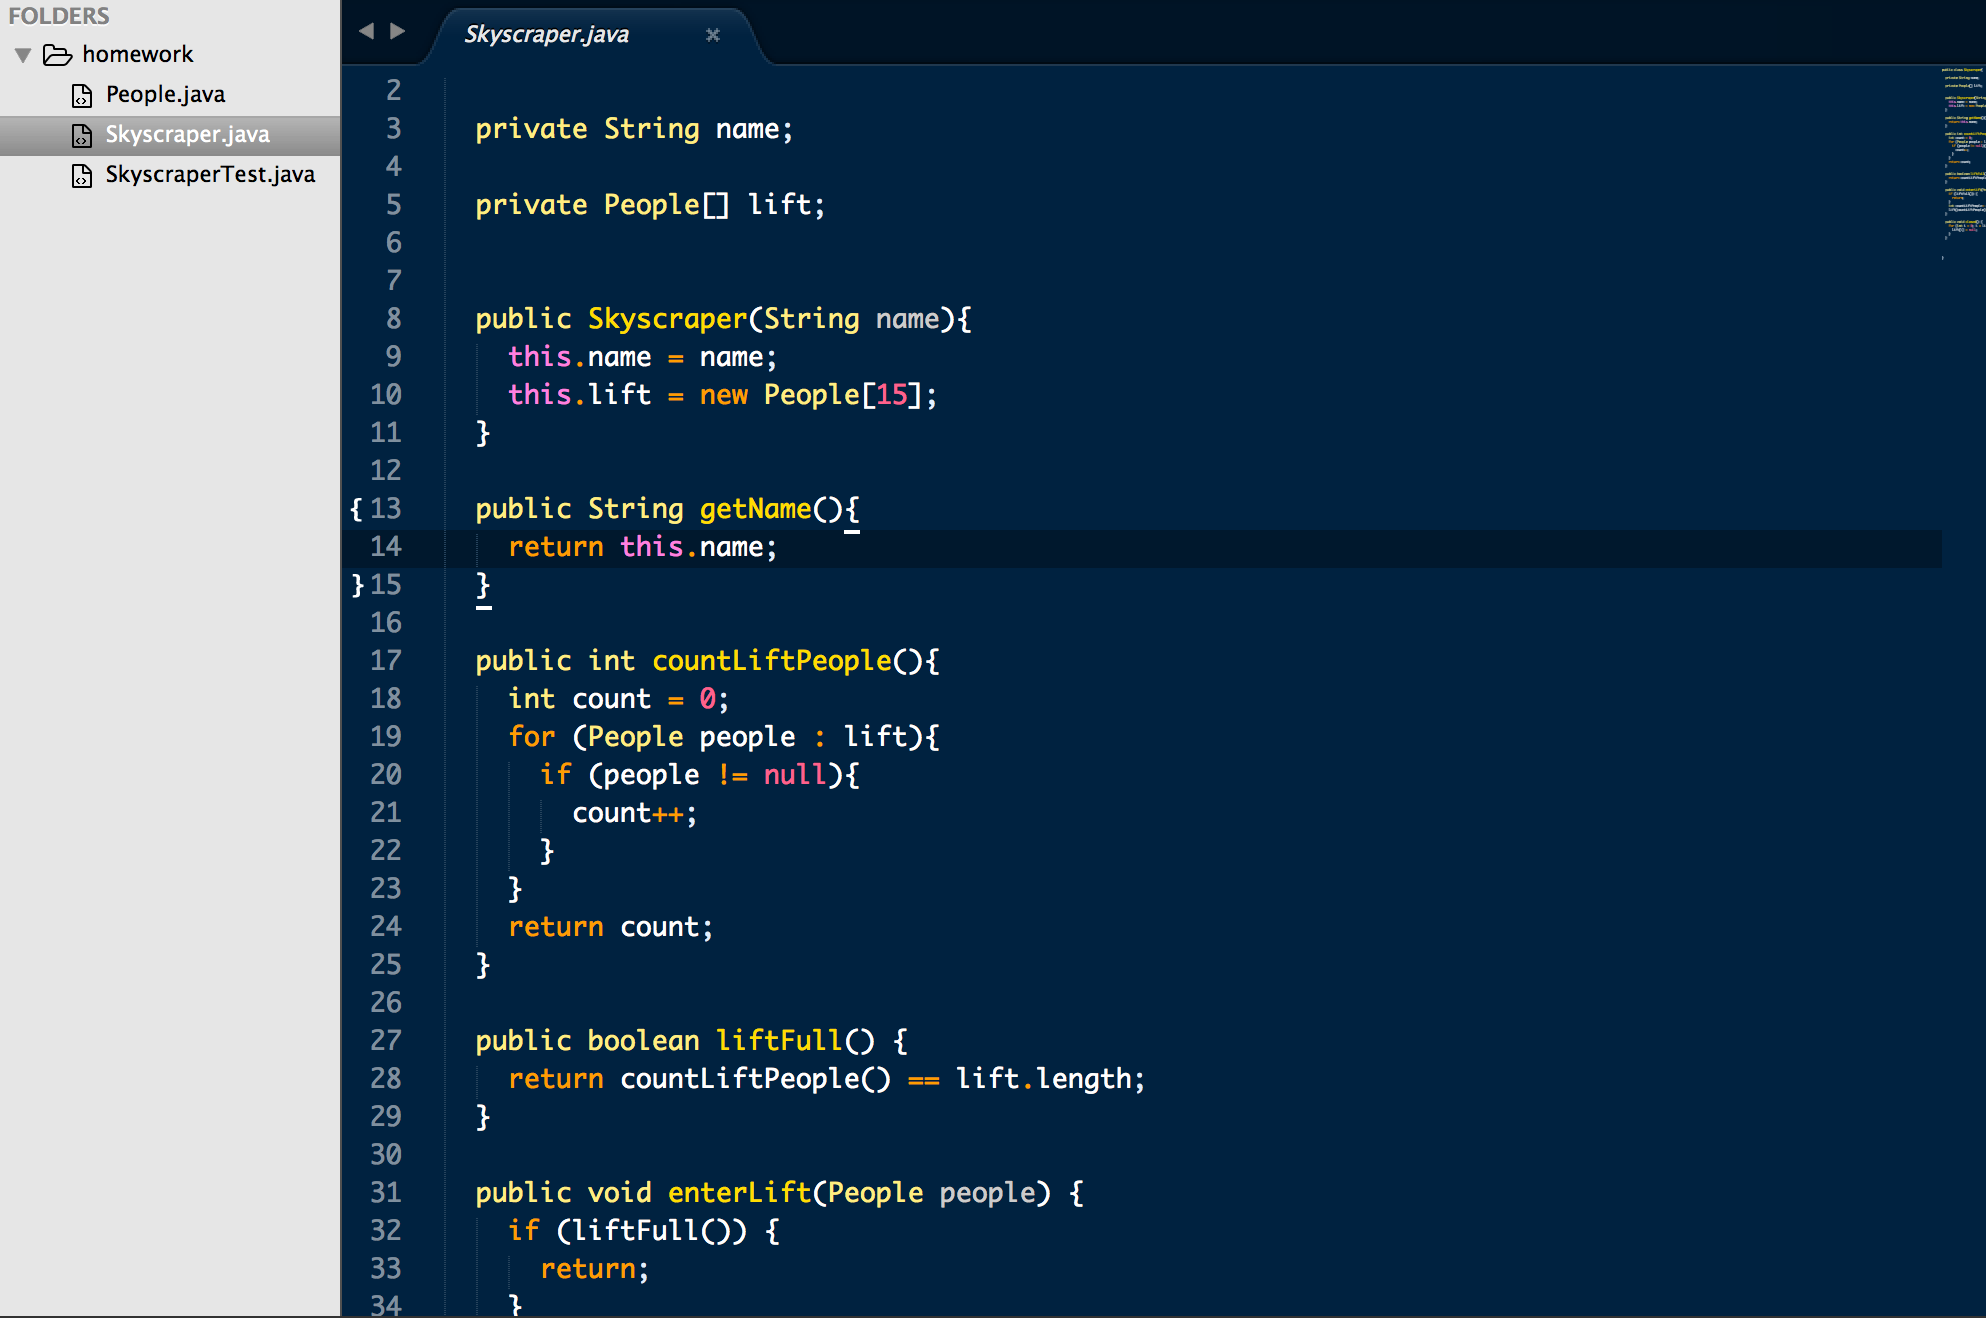 FOLDERS
homework
People.java
Skyscraper.java
SkyscraperTest.java
Skyscraper.java
2
3 private String name;
4
5 private People[] lift;
6
7
8 public Skyscraper(String name){
9 this.name = name;
10 this.lift = new People[15];
11 }
12
{ 13 public String getName(){
14 return this.name;
} 15 }
16
17 public int countLiftPeople(){
18 int count = 0;
19 for (People people : lift){
20 if (people != null){
21 count++;
22 }
23 }
24 return count;
25 }
26
27 public boolean liftFull() {
28 return countLiftPeople() == lift.length;
29 }
30
31 public void enterLift(People people) {
32 if (liftFull()) {
33 return;
34 }